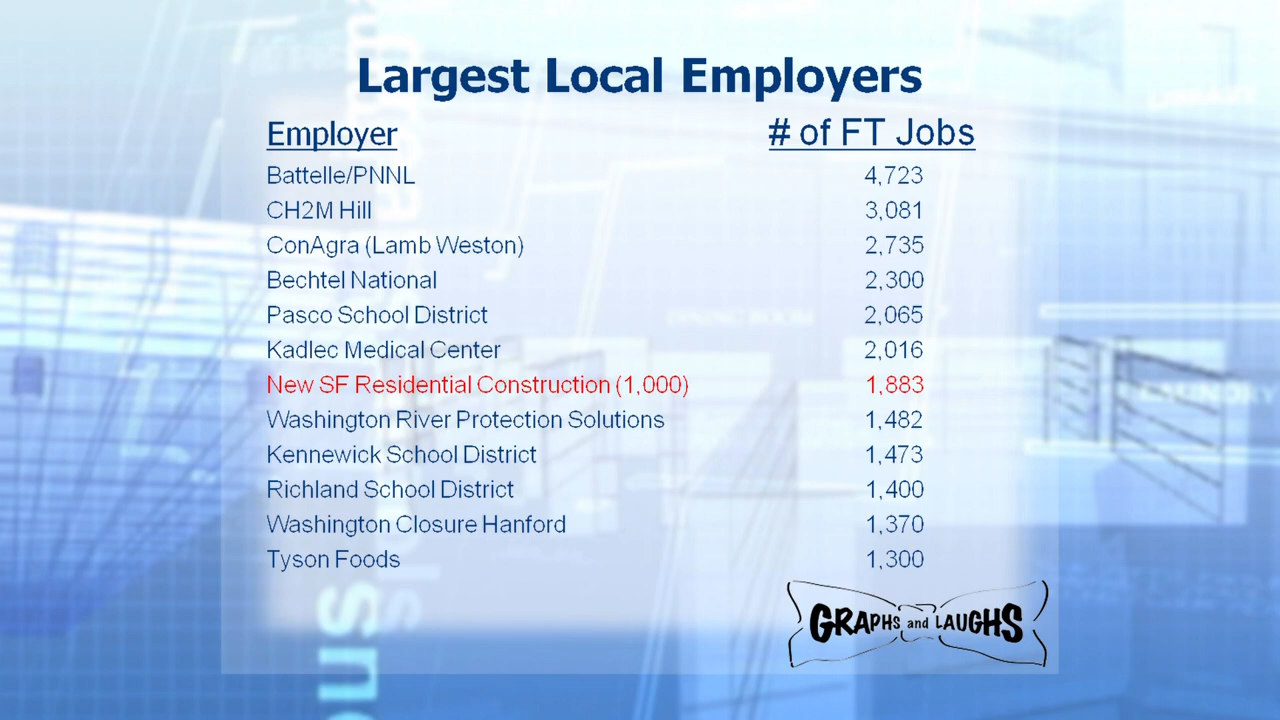 Largest Local Employers
Employer # of FT Jobs
Battelle/PNNL 4,723
CH2M Hill 3,081
ConAgra (Lamb Weston) 2,735
Bechtel National 2,300
Pasco School District 2,065
Kadlec Medical Center 2,016
New SF Residential Construction (1,000) 1,883
Washington River Protection Solutions 1,482
Kennewick School District 1,473
Richland School District 1,400
Washington Closure Hanford 1,370
Tyson Foods 1,300
GRAPHS and LAUGHS